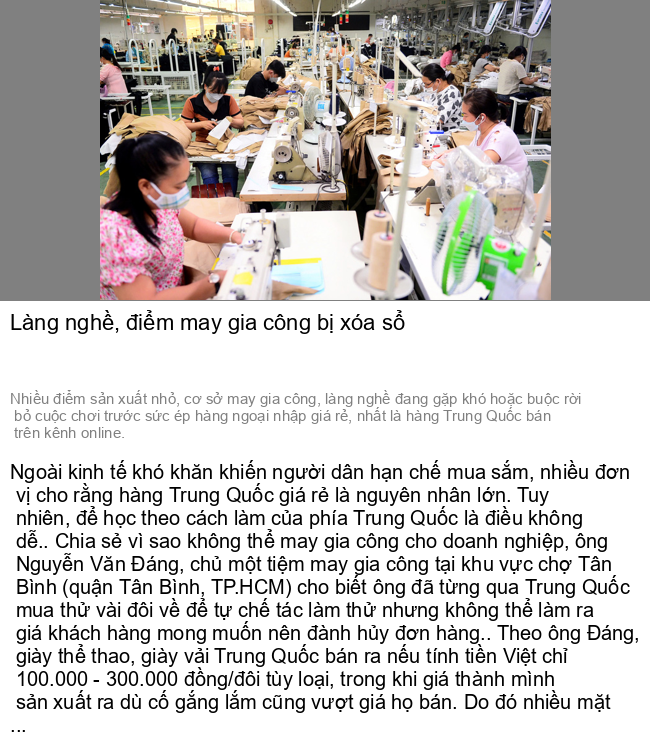 Làng nghề, điểm may gia công bị xóa sổ
Nhiều điểm sản xuất nhỏ, cơ sở may gia công, làng nghề đang gặp khó hoặc buộc rời
bỏ cuộc chơi trước sức ép hàng ngoại nhập giá rẻ, nhất là hàng Trung Quốc bán
trên kênh online.
Ngoài kinh tế khó khăn khiến người dân hạn chế mua sắm, nhiều đơn
vị cho rằng hàng Trung Quốc giá rẻ là nguyên nhân lớn. Tuy
nhiên, để học theo cách làm của phía Trung Quốc là điều không
dễ.. Chia sẻ vì sao không thể may gia công cho doanh nghiệp, ông
Nguyễn Văn Đáng, chủ một tiệm may gia công tại khu vực chợ Tân
Bình (quận Tân Bình, TP.HCM) cho biết ông đã từng qua Trung Quốc
mua thử vài đôi về để tự chế tác làm thử nhưng không thể làm ra
giá khách hàng mong muốn nên đành hủy đơn hàng.. Theo ông Đáng,
giày thể thao, giày vải Trung Quốc bán ra nếu tính tiền Việt chỉ
100.000 - 300.000 đồng/đôi tùy loại, trong khi giá thành mình
sản xuất ra dù cố gắng lắm cũng vượt giá họ bán. Do đó nhiều mặt
...